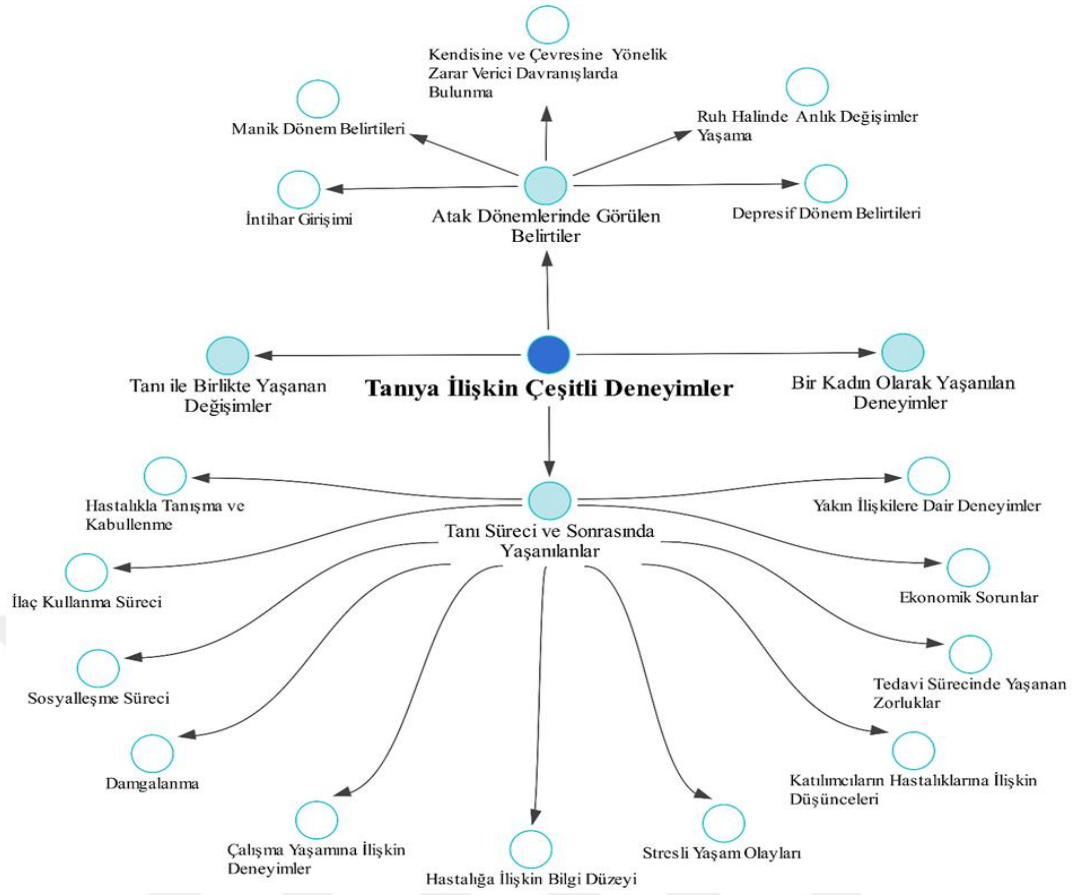 Kendisine ve Çevresine Yönelik
Zarar Verici Davranışlarda
Bulunma
Manik Dönem Belirtileri
Ruh Halinde Anlık Değişimler
Yaşama
İntihar Girişimi
Atak Dönemlerinde Görülen
Belirtiler
Depresif Dönem Belirtileri
Tanı ile Birlikte Yaşanan
Değişimler
Tanıya İlişkin Çeşitli Deneyimler
Bir Kadın Olarak Yaşanılan
Deneyimler
Hastalıkla Tanışma ve
Kabullenme
Tanı Süreci ve Sonrasında
Yaşanılanlar
Yakın İlişkilere Dair Deneyimler
İlaç Kullanma Süreci
Ekonomik Sorunlar
Sosyalleşme Süreci
Tedavi Sürecinde Yaşanan
Zorluklar
Damgalanma
Katılımcıların Hastalıklarına İlişkin
Düşünceleri
Çalışma Yaşamına İlişkin
Deneyimler
Hastalığa İlişkin Bilgi Düzeyi
Stresli Yaşam Olayları